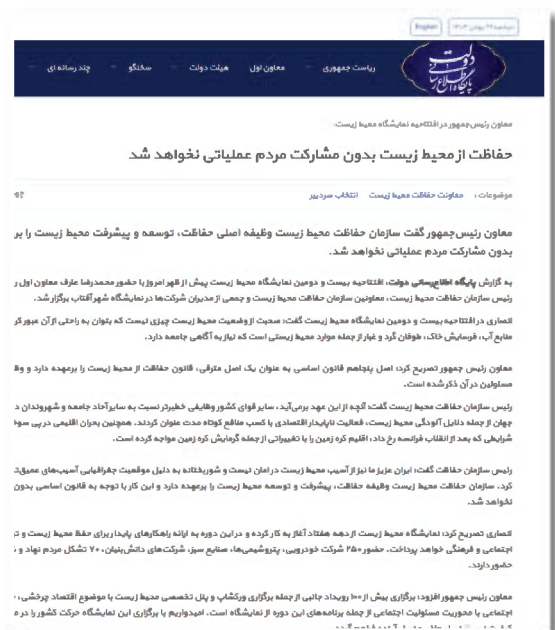 English
سه‌شنبه ۲۹ بهمن ۱۴۰۳
ریاست جمهوری
معاون اول
هیئت دولت
سخنگو
چند رسانه ای
دولت
پایگاه اطلاع رسانی
معاون رئیس‌جمهور در افتتاحیه نمایشگاه محیط زیست:
حفاظت از محیط زیست بدون مشارکت مردم عملیاتی نخواهد شد
موضوعات : معاونت حفاظت محیط زیست انتخاب سردبیر
معاون رئیس‌جمهور گفت سازمان حفاظت محیط زیست وظیفه اصلی حفاظت، توسعه و پیشرفت محیط زیست را بر
بدون مشارکت مردم عملیاتی نخواهد شد.
به گزارش پایگاه اطلاع‌رسانی دولت، افتتاحیه بیست و دومین نمایشگاه محیط زیست پیش از ظهر امروز با حضور محمدرضا عارف معاون اول ر
رئیس سازمان حفاظت محیط زیست، معاونین سازمان حفاظت محیط زیست و جمعی از مدیران شرکت‌ها در نمایشگاه شهرآفتاب برگزار شد.
انصاری در افتتاحیه بیست و دومین نمایشگاه محیط زیست گفت: صحبت از وضعیت محیط زیست چیزی نیست که بتوان به راحتی از آن عبور کر
منابع آب، فرسایش خاک، طوفان گرد و غبار از جمله موارد محیط زیستی است که نیاز به آگاهی جامعه دارد.
معاون رئیس جمهور تصریح کرد: اصل پنجاهم قانون اساسی به عنوان یک اصل مترقی، قانون حفاظت از محیط زیست را برعهده دارد و وظ
مسئولین در آن ذکر شده است.
رئیس سازمان حفاظت محیط زیست گفت: آنچه از این عهد برمی‌آید، سایر قوای کشور وظایفی خطیرتر نسبت به سایر آحاد جامعه و شهروندان د
جهان از جمله دلایل آلودگی محیط زیست، فعالیت ناپایدار اقتصادی با کسب منافع کوتاه مدت عنوان کردند. همچنین بحران اقلیمی در پی سوخ
شرایطی که بعد از انقلاب فرانسه رخ داد، اقلیم کره زمین را با تغییراتی از جمله گرمایش کره زمین مواجه کرده است.
رئیس سازمان حفاظت گفت: ایران عزیز ما نیز از آسیب محیط زیست در امان نیست و شوربختانه به دلیل موقعیت جغرافیایی آسیب‌های عمیق‌ت
کرد. سازمان حفاظت محیط زیست وظیفه حفاظت، پیشرفت و توسعه محیط زیست را برعهده دارد و این کار با توجه به قانون اساسی بدون
نخواهد شد.
انصاری تصریح کرد: نمایشگاه محیط زیست از دهه هفتاد آغاز به کار کرده و در این دوره به ارائه راهکارهای پایدار برای حفظ محیط زیست و تو
اجتماعی و فرهنگی خواهد پرداخت. حضور ۲۵۰ شرکت خودرویی، پتروشیمی‌ها، صنایع سبز، شرکت‌های دانش‌بنیان، ۷۰ تشکل مردم نهاد و
حضور دارند.
معاون رئیس جمهور افزود: برگزاری بیش از ۱۰۰ رویداد جانبی از جمله برگزاری ورکشاپ و پنل تخصصی محیط زیست با موضوع اقتصاد چرخشی،
اجتماعی با محوریت مسئولیت اجتماعی از جمله برنامه‌های این دوره از نمایشگاه است. امیدواریم با برگزاری این نمایشگاه حرکت کشور را در م